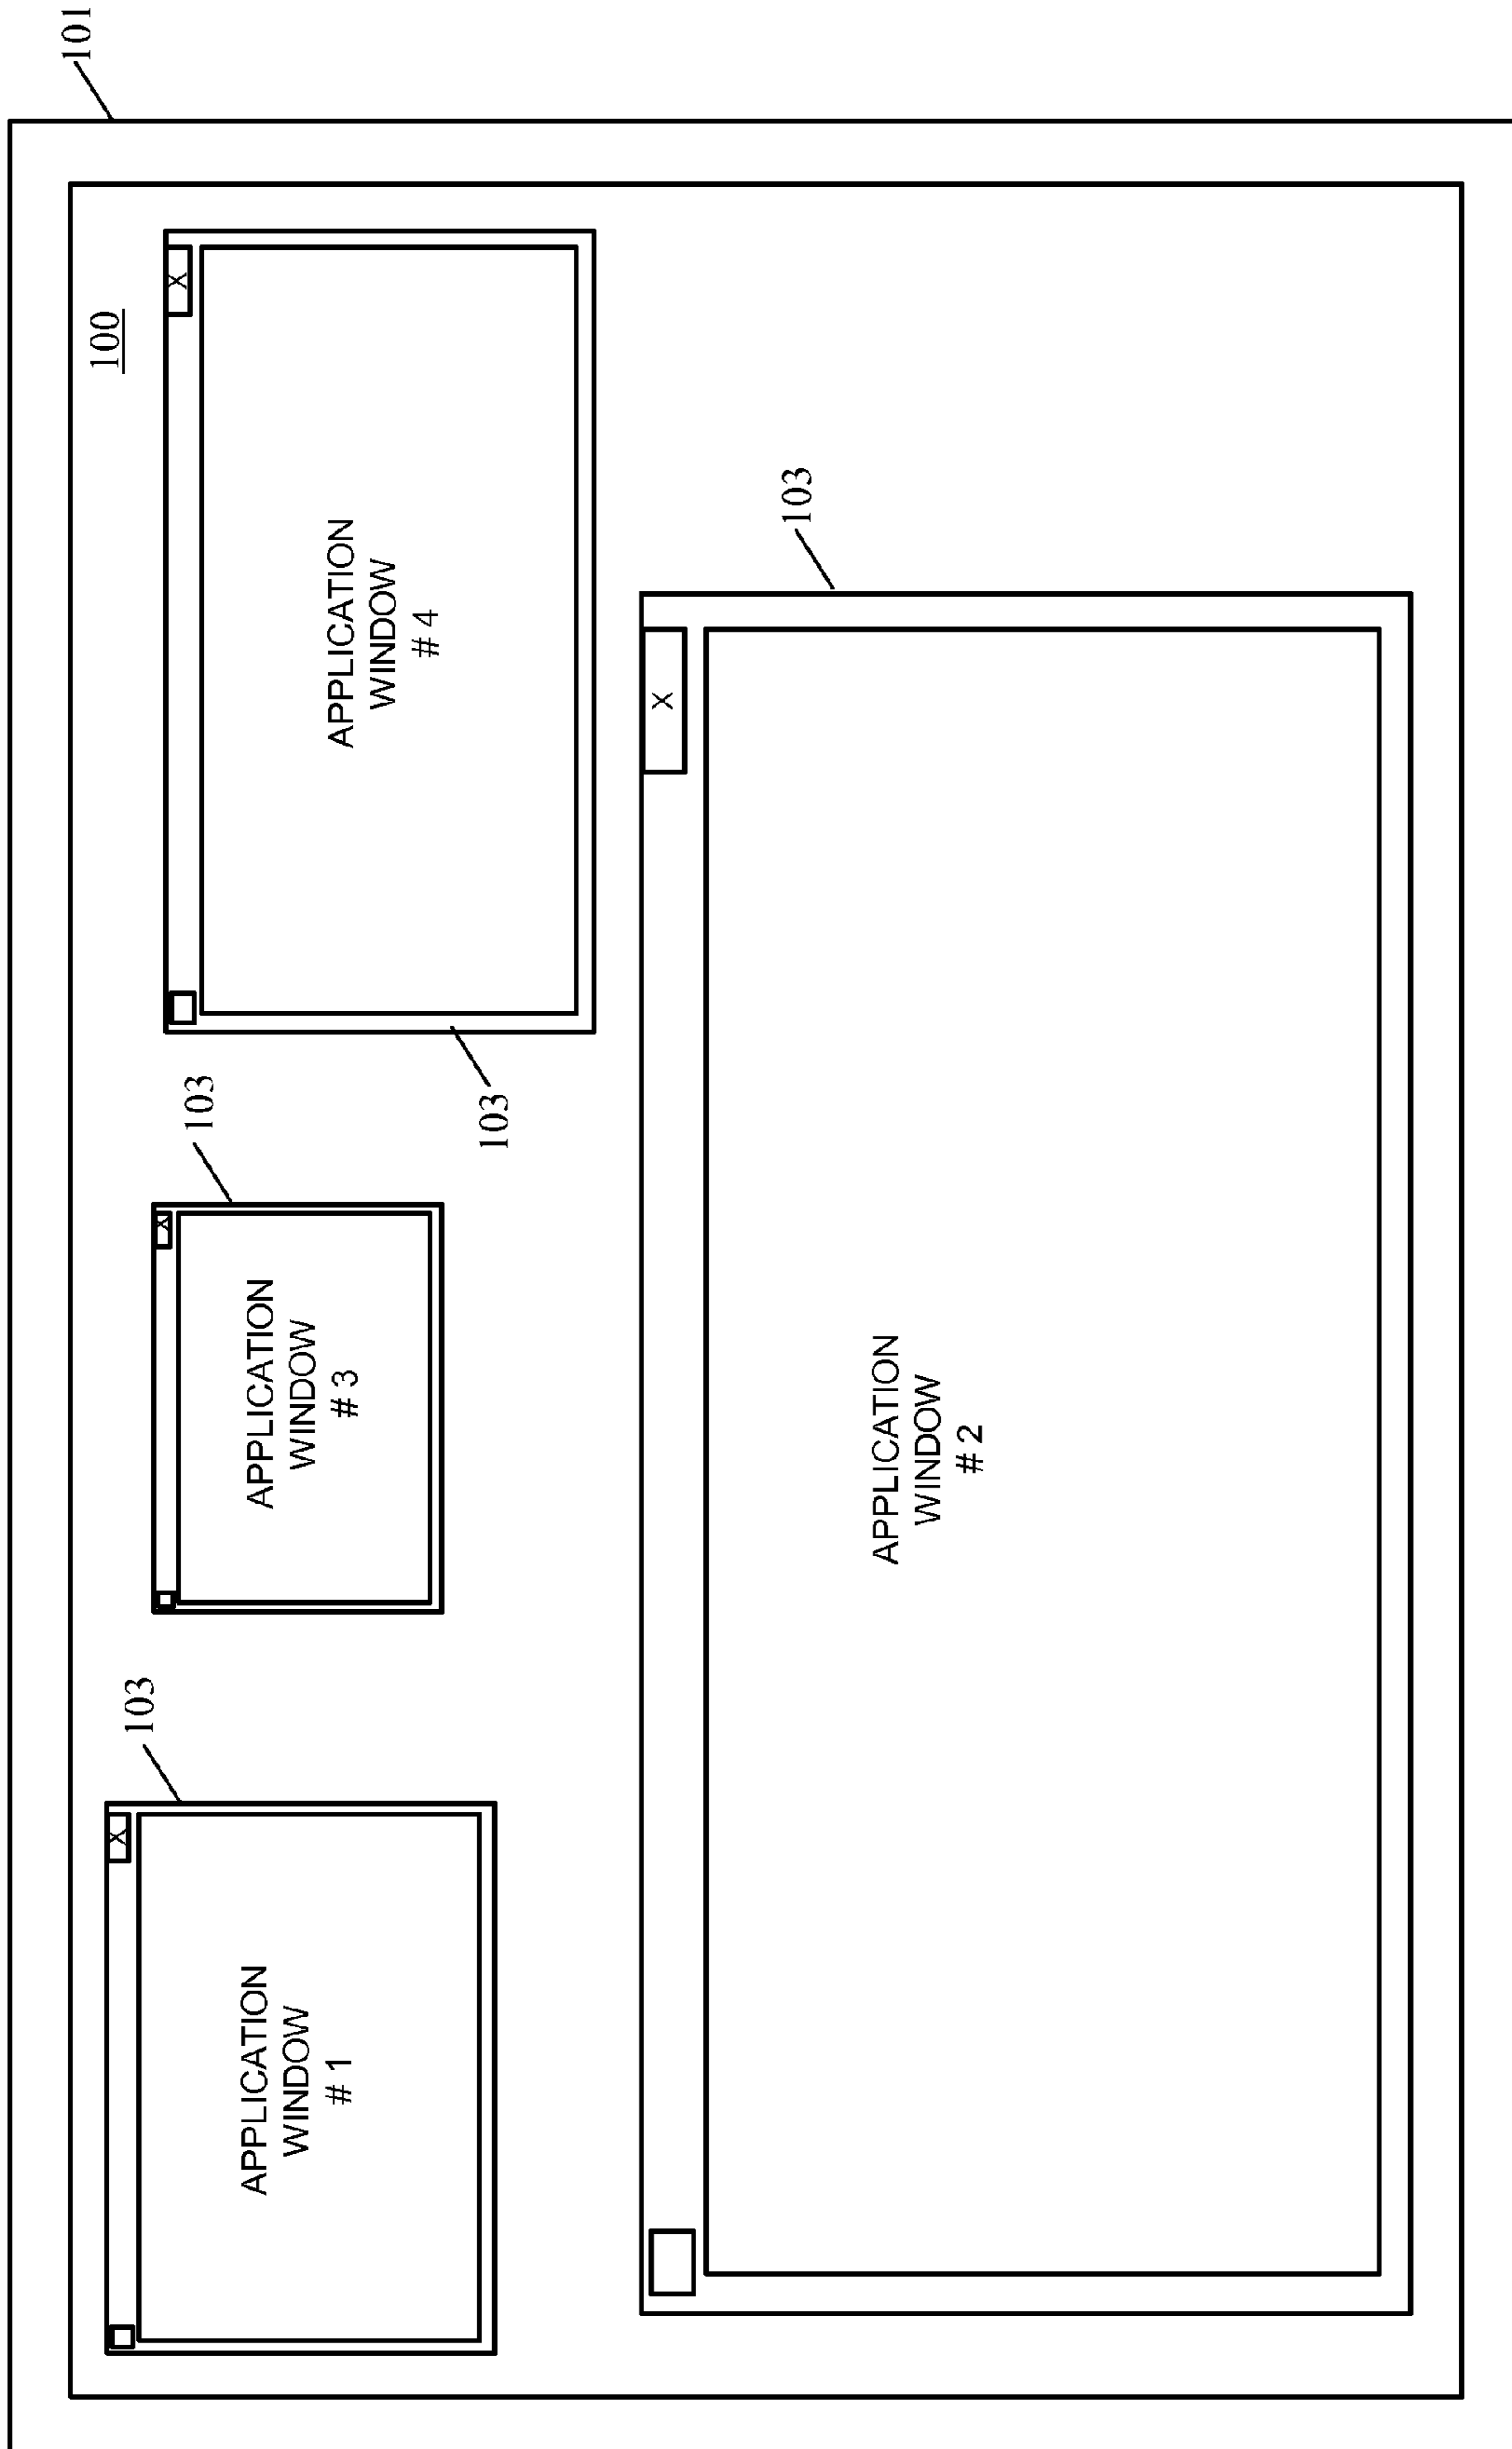 101
100
103
X
APPLICATION
WINDOW
# 1
103
X
APPLICATION
WINDOW
# 3
X
APPLICATION
WINDOW
# 4
103
103
X
APPLICATION
WINDOW
# 2